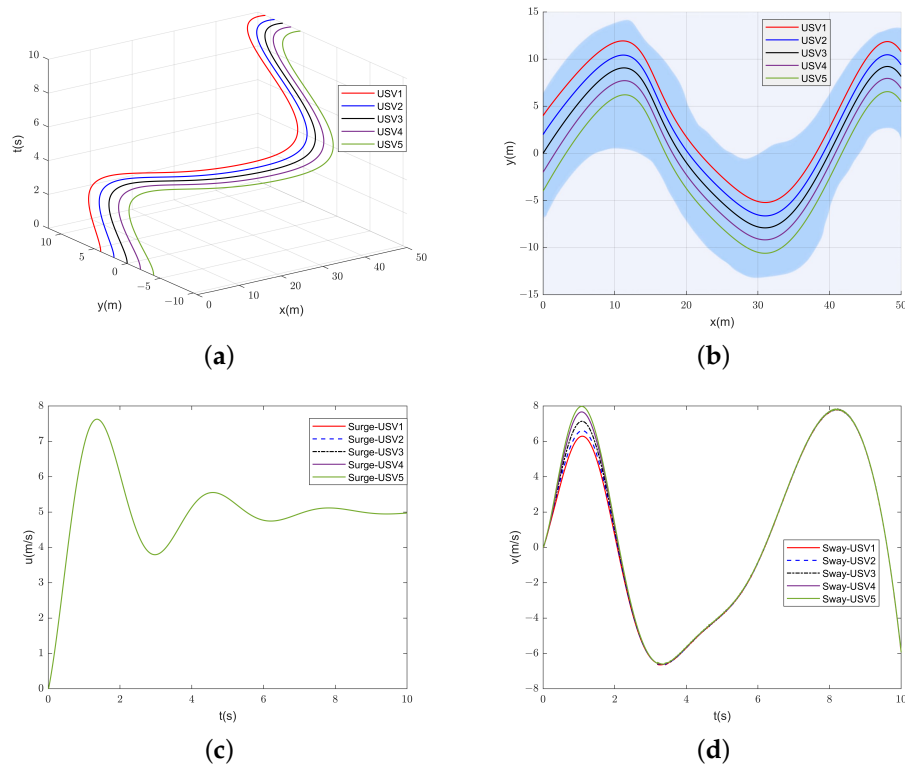 10
8
6
4
2
0
t(s)
10
5
0
−5
−10
y(m)
0
10
20
30
40
50
x(m)
USV1
USV2
USV3
USV4
USV5
(a)
15
10
5
0
−5
−10
−15
y(m)
0
10
20
30
40
50
x(m)
USV1
USV2
USV3
USV4
USV5
(b)
8
7
6
5
4
3
2
1
0
u(m/s)
0
2
4
6
8
10
t(s)
Surge-USV1
Surge-USV2
Surge-USV3
Surge-USV4
Surge-USV5
(c)
8
6
4
2
0
−2
−4
−6
−8
v(m/s)
0
2
4
6
8
10
t(s)
Sway-USV1
Sway-USV2
Sway-USV3
Sway-USV4
Sway-USV5
(d)